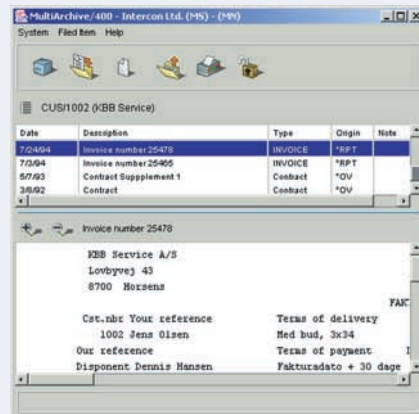 MultiArchive/400 - Intercon Ltd. (MS) - (MN)
System Filed Item Help
CUS/1002 (KBB Service)
Date Description Type Origin Note
7/24/94 Invoice number 25478 INVOICE *RPT
7/3/94 Invoice number 25465 INVOICE *RPT
5/7/93 Contract Suppplement 1 Contract *OV
3/8/92 Contract Contract *OV
Invoice number 25478
KBB Service A/S
Lovbyvej 43
8700 Horsens
FAK
Cst.nbr Your reference Terms of delivery
1002 Jens Olsen Med bud, 3x34
Our reference Terms of payment
Disponent Dennis Hansen Fakturadato + 30 dage